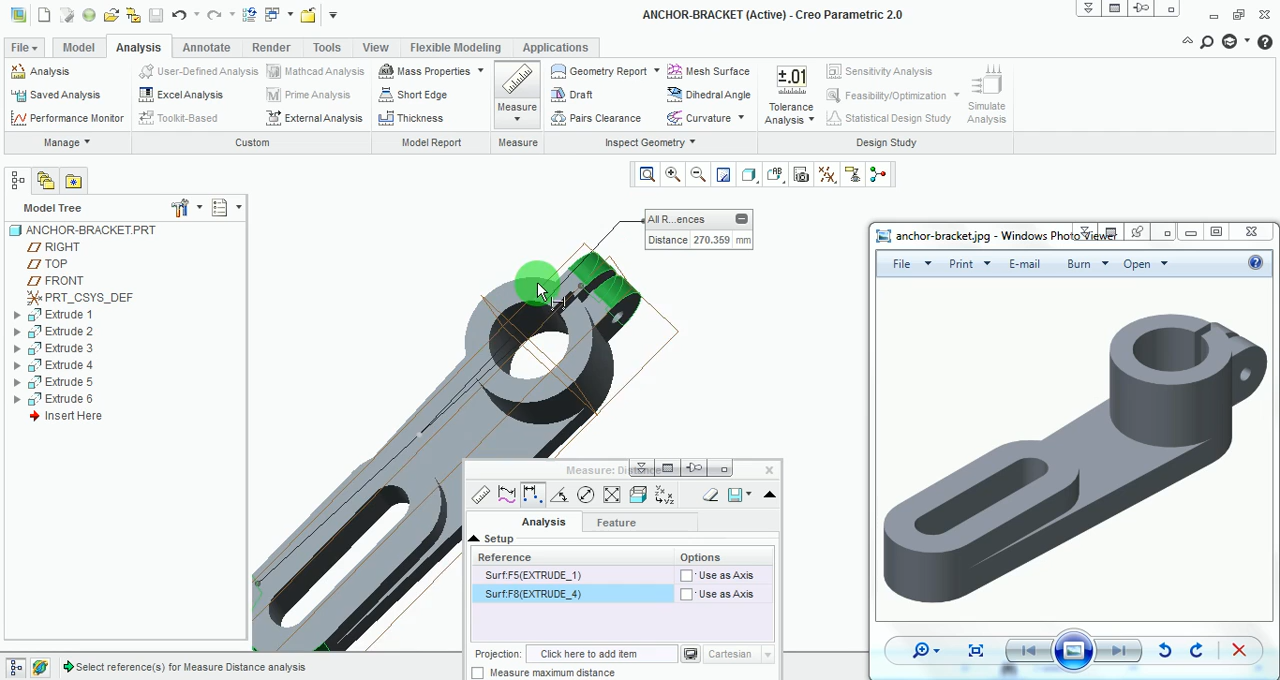 ANCHOR-BRACKET (Active) - Creo Parametric 2.0
File
Model
Analysis
Annotate
Render
Tools
View
Flexible Modeling
Applications
Analysis
Saved Analysis
Performance Monitor
Manage
User-Defined Analysis
Excel Analysis
Toolkit-Based
Mathcad Analysis
Prime Analysis
External Analysis
Custom
Mass Properties
Short Edge
Thickness
Model Report
Measure
Measure
Geometry Report
Draft
Pairs Clearance
Mesh Surface
Dihedral Angle
Curvature
Inspect Geometry
±.01
Tolerance
Analysis
Sensitivity Analysis
Feasibility/Optimization
Statistical Design Study
Simulate
Analysis
Design Study
Model Tree
ANCHOR-BRACKET.PRT
RIGHT
TOP
FRONT
PRT_CSYS_DEF
Extrude 1
Extrude 2
Extrude 3
Extrude 4
Extrude 5
Extrude 6
Insert Here
All R...ences
Distance 270.359 mm
anchor-bracket.jpg - Windows Photo Viewer
File
Print
E-mail
Burn
Open
Measure: Distance
Analysis
Feature
Setup
Reference
Options
Surf:F5(EXTRUDE_1)
Use as Axis
Surf:F8(EXTRUDE_4)
Use as Axis
Projection:
Click here to add item
Cartesian
Measure maximum distance
Select reference(s) for Measure Distance analysis